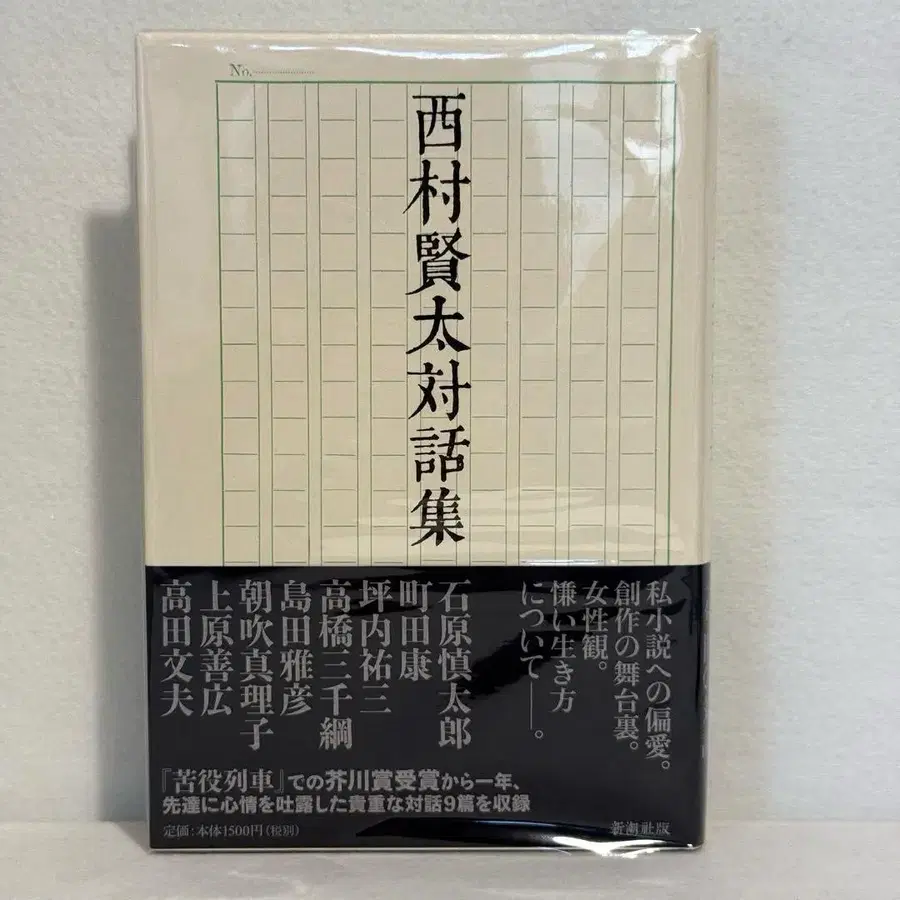 No.
西村賢太対話集
私小説への偏愛。
創作の舞台裏。
女性観。
慊い生き方
について──。
石原慎太郎
町田康
坪内祐三
高橋三千綱
島田雅彦
朝吹真理子
上原善広
高田文夫
『苦役列車』での芥川賞受賞から一年、
先達に心情を吐露した貴重な対話9篇を収録
定価：本体1500円（税別）
新潮社版